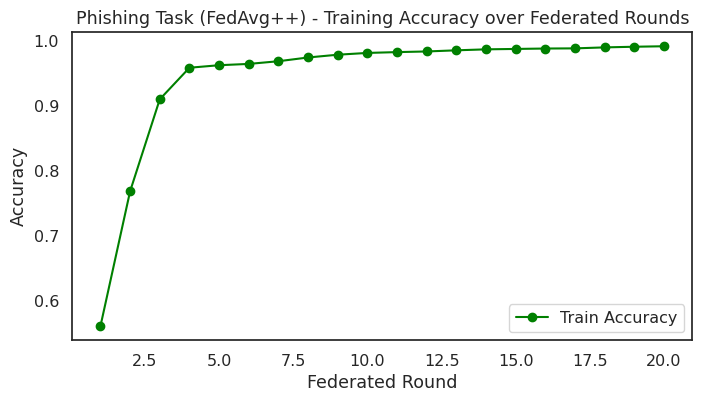 Phishing Task (FedAvg++) - Training Accuracy over Federated Rounds
1.0
0.9
0.8
0.7
0.6
Accuracy
Train Accuracy
2.5 5.0 7.5 10.0 12.5 15.0 17.5 20.0
Federated Round